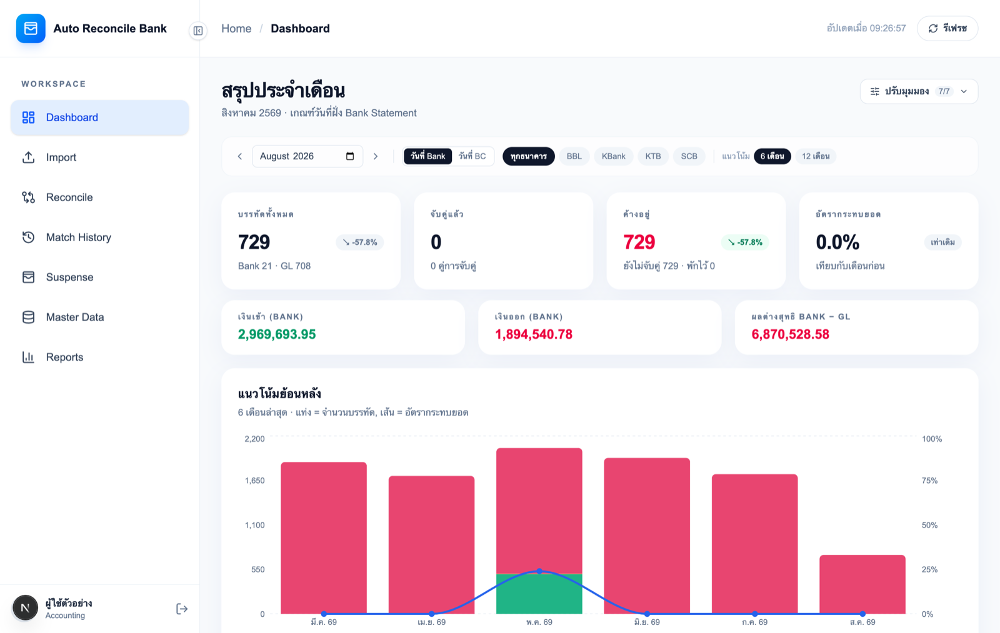 Auto Reconcile Bank
Home / Dashboard
อัปเดตเมื่อ 09:26:57
รีเฟรช
WORKSPACE
Dashboard
Import
Reconcile
Match History
Suspense
Master Data
Reports
N
ผู้ใช้ตัวอย่าง
Accounting
สรุปประจำเดือน
สิงหาคม 2569 · เกณฑ์วันที่ฝั่ง Bank Statement
ปรับมุมมอง 7/7
August 2026
วันที่ Bank วันที่ BC
ทุกธนาคาร BBL KBank KTB SCB
แนวโน้ม 6 เดือน 12 เดือน
บรรทัดทั้งหมด
729
↘ -57.8%
Bank 21 · GL 708
จับคู่แล้ว
0
0 คู่การจับคู่
ค้างอยู่
729
↘ -57.8%
ยังไม่จับคู่ 729 · พักไว้ 0
อัตรากระทบยอด
0.0%
เท่าเดิม
เทียบกับเดือนก่อน
เงินเข้า (BANK)
2,969,693.95
เงินออก (BANK)
1,894,540.78
ผลต่างสุทธิ BANK − GL
6,870,528.58
แนวโน้มย้อนหลัง
6 เดือนล่าสุด · แท่ง = จำนวนบรรทัด, เส้น = อัตรากระทบยอด
2,200
1,650
1,100
550
0
100%
75%
50%
25%
0%
มี.ค. 69
เม.ย. 69
พ.ค. 69
มิ.ย. 69
ก.ค. 69
ส.ค. 69